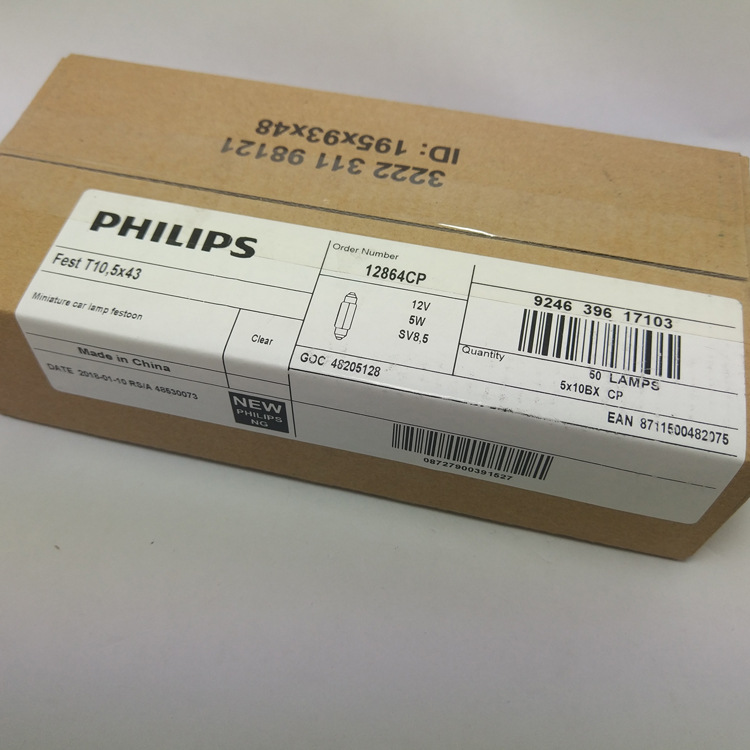 3222 311 98121
ID: 195x93x48
PHILIPS
Fest T10,5x43
Miniature car lamp festoon
Clear
Made in China
DATE 2018-01-10 RS/A 48530073
NEW
PHILIPS
NG
Order Number
12864CP
12V
5W
SV8,5
GOC 48205128
9246 396 17103
Quantity
50 LAMPS
5x10BX CP
EAN 8711500482075
08727900391527